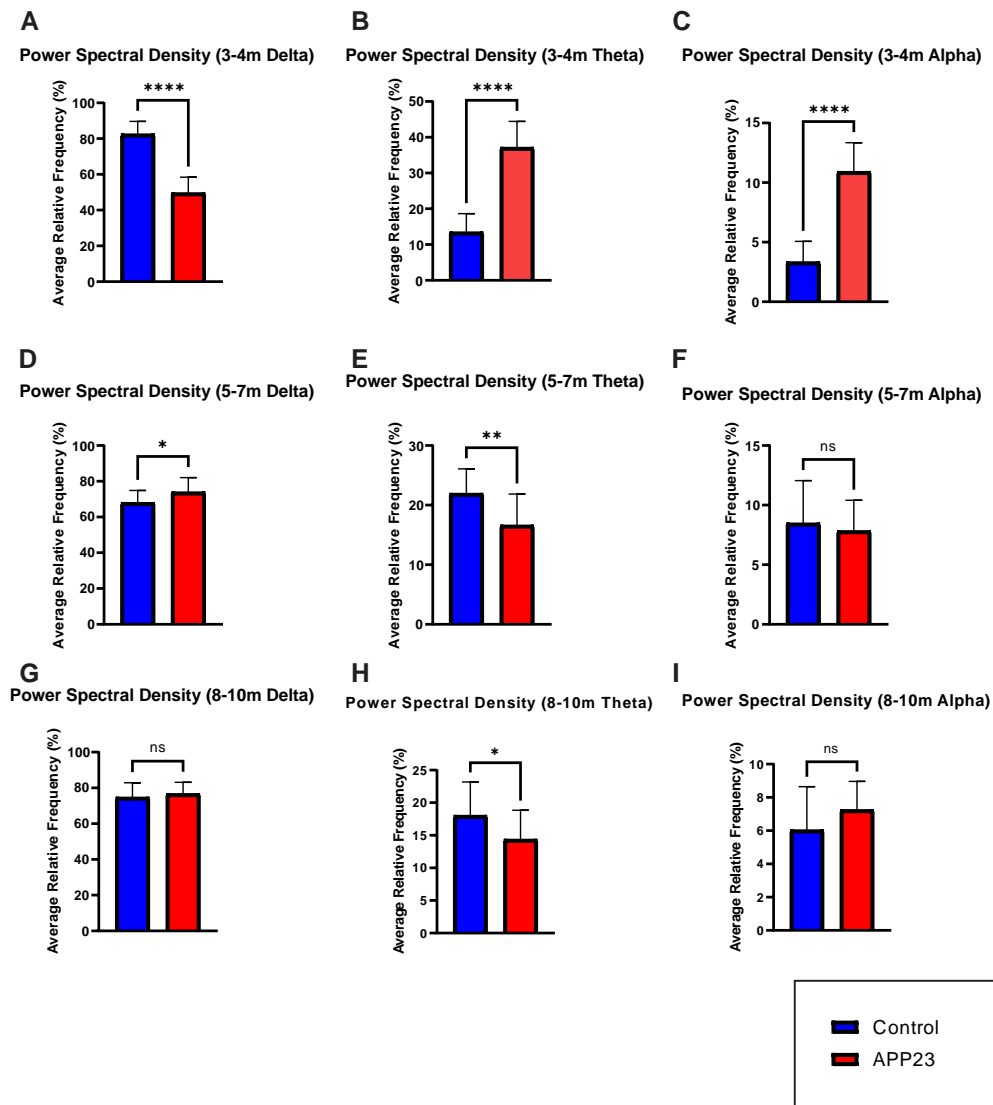 A
B
C
Power Spectral Density (3-4m Delta)
Power Spectral Density (3-4m Theta)
Power Spectral Density (3-4m Alpha)
Average Relative Frequency (%)
100
80
60
40
20
0
****
Average Relative Frequency (%)
50
40
30
20
10
0
****
Average Relative Frequency (%)
15
10
5
0
****
D
E
F
Power Spectral Density (5-7m Delta)
Power Spectral Density (5-7m Theta)
Power Spectral Density (5-7m Alpha)
Average Relative Frequency (%)
100
80
60
40
20
0
*
Average Relative Frequency (%)
30
20
10
0
**
Average Relative Frequency (%)
15
10
5
0
ns
G
H
I
Power Spectral Density (8-10m Delta)
Power Spectral Density (8-10m Theta)
Power Spectral Density (8-10m Alpha)
Average Relative Frequency (%)
100
80
60
40
20
0
ns
Average Relative Frequency (%)
25
20
15
10
5
0
*
Average Relative Frequency (%)
10
8
6
4
2
0
ns
Control
APP23